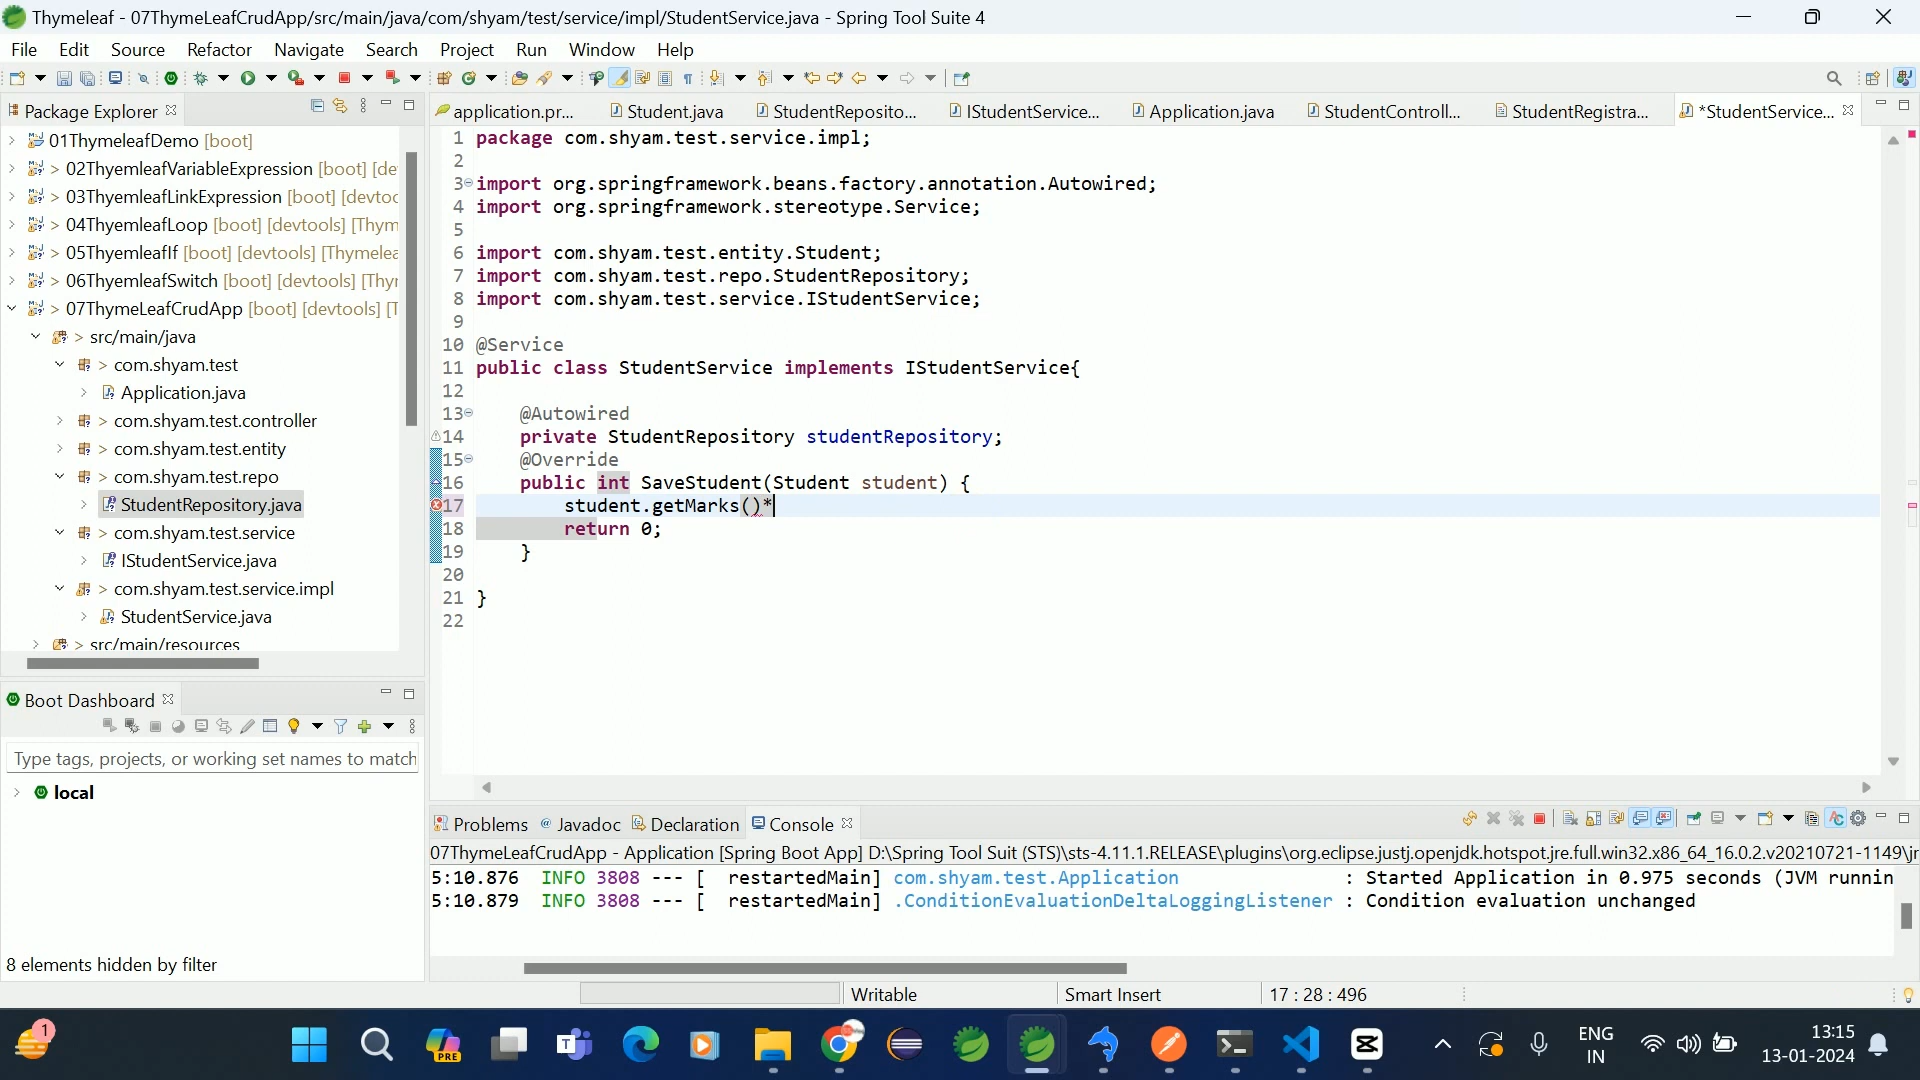 Thymeleaf - 07ThymeLeafCrudApp/src/main/java/com/shyam/test/service/impl/StudentService.java - Spring Tool Suite 4
File Edit Source Refactor Navigate Search Project Run Window Help
Package Explorer
01ThymeleafDemo [boot]
> 02ThyemleafVariableExpression [boot] [de
> 03ThyemleafLinkExpression [boot] [devtoo
> 04ThyemleafLoop [boot] [devtools] [Thym
> 05ThyemleafIf [boot] [devtools] [Thymelea
> 06ThyemleafSwitch [boot] [devtools] [Thy
> 07ThymeLeafCrudApp [boot] [devtools] [T
> src/main/java
> com.shyam.test
Application.java
> com.shyam.test.controller
> com.shyam.test.entity
> com.shyam.test.repo
StudentRepository.java
> com.shyam.test.service
IStudentService.java
> com.shyam.test.service.impl
StudentService.java
> src/main/resources
Boot Dashboard
Type tags, projects, or working set names to match
local
8 elements hidden by filter
application.pr... Student.java StudentReposito... IStudentService... Application.java StudentControll... StudentRegistra... *StudentService...
1 package com.shyam.test.service.impl;
2
3 import org.springframework.beans.factory.annotation.Autowired;
4 import org.springframework.stereotype.Service;
5
6 import com.shyam.test.entity.Student;
7 import com.shyam.test.repo.StudentRepository;
8 import com.shyam.test.service.IStudentService;
9
10 @Service
11 public class StudentService implements IStudentService{
12
13 @Autowired
14 private StudentRepository studentRepository;
15 @Override
16 public int SaveStudent(Student student) {
17 student.getMarks()*
18 return 0;
19 }
20
21 }
22
Problems @ Javadoc Declaration Console
07ThymeLeafCrudApp - Application [Spring Boot App] D:\Spring Tool Suit (STS)\sts-4.11.1.RELEASE\plugins\org.eclipse.justj.openjdk.hotspot.jre.full.win32.x86_64_16.0.2.v20210721-1149\jr
5:10.876 INFO 3808 --- [ restartedMain] com.shyam.test.Application : Started Application in 0.975 seconds (JVM runnin
5:10.879 INFO 3808 --- [ restartedMain] .ConditionEvaluationDeltaLoggingListener : Condition evaluation unchanged
Writable Smart Insert 17 : 28 : 496
1
PRE
ENG
IN
13:15
13-01-2024